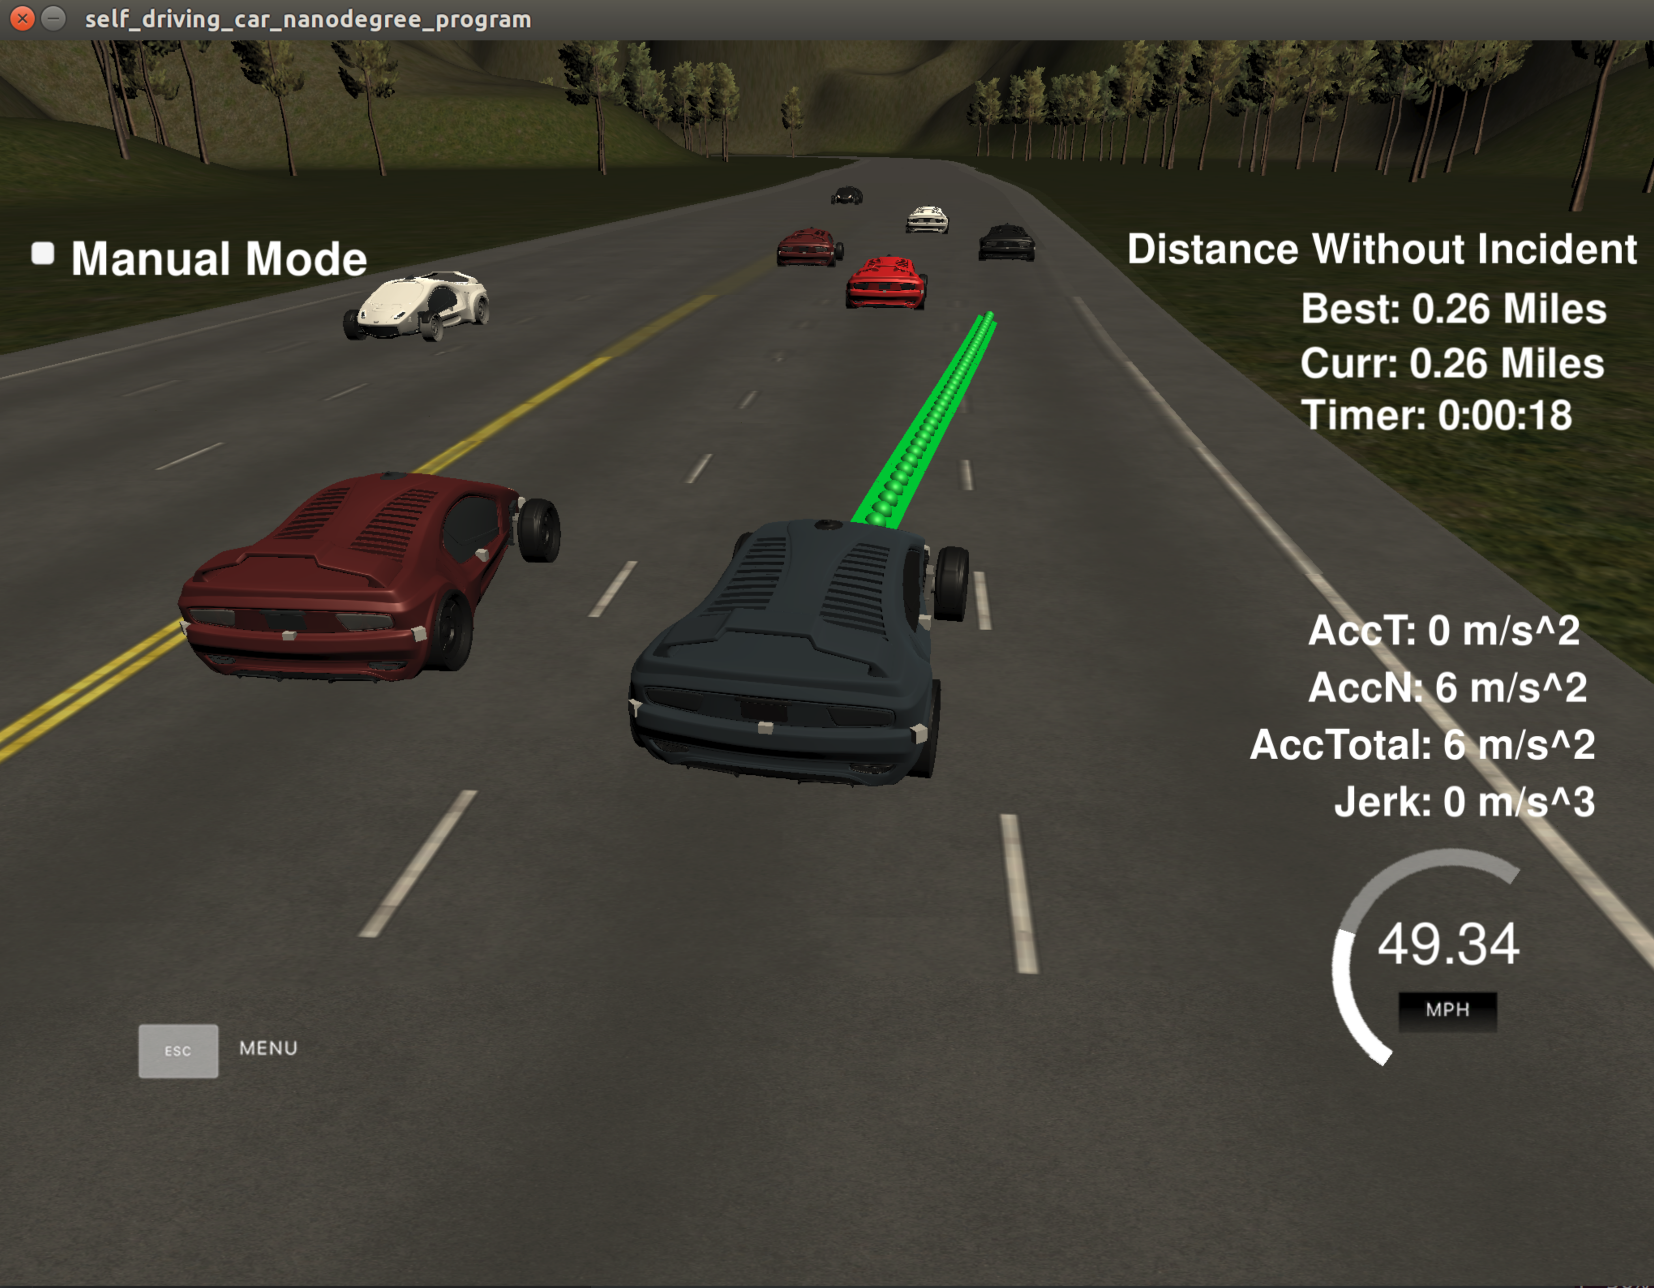 self_driving_car_nanodegree_program
Manual Mode
Distance Without Incident
Best: 0.26 Miles
Curr: 0.26 Miles
Timer: 0:00:18
AccT: 0 m/s^2
AccN: 6 m/s^2
AccTotal: 6 m/s^2
Jerk: 0 m/s^3
49.34
MPH
ESC MENU